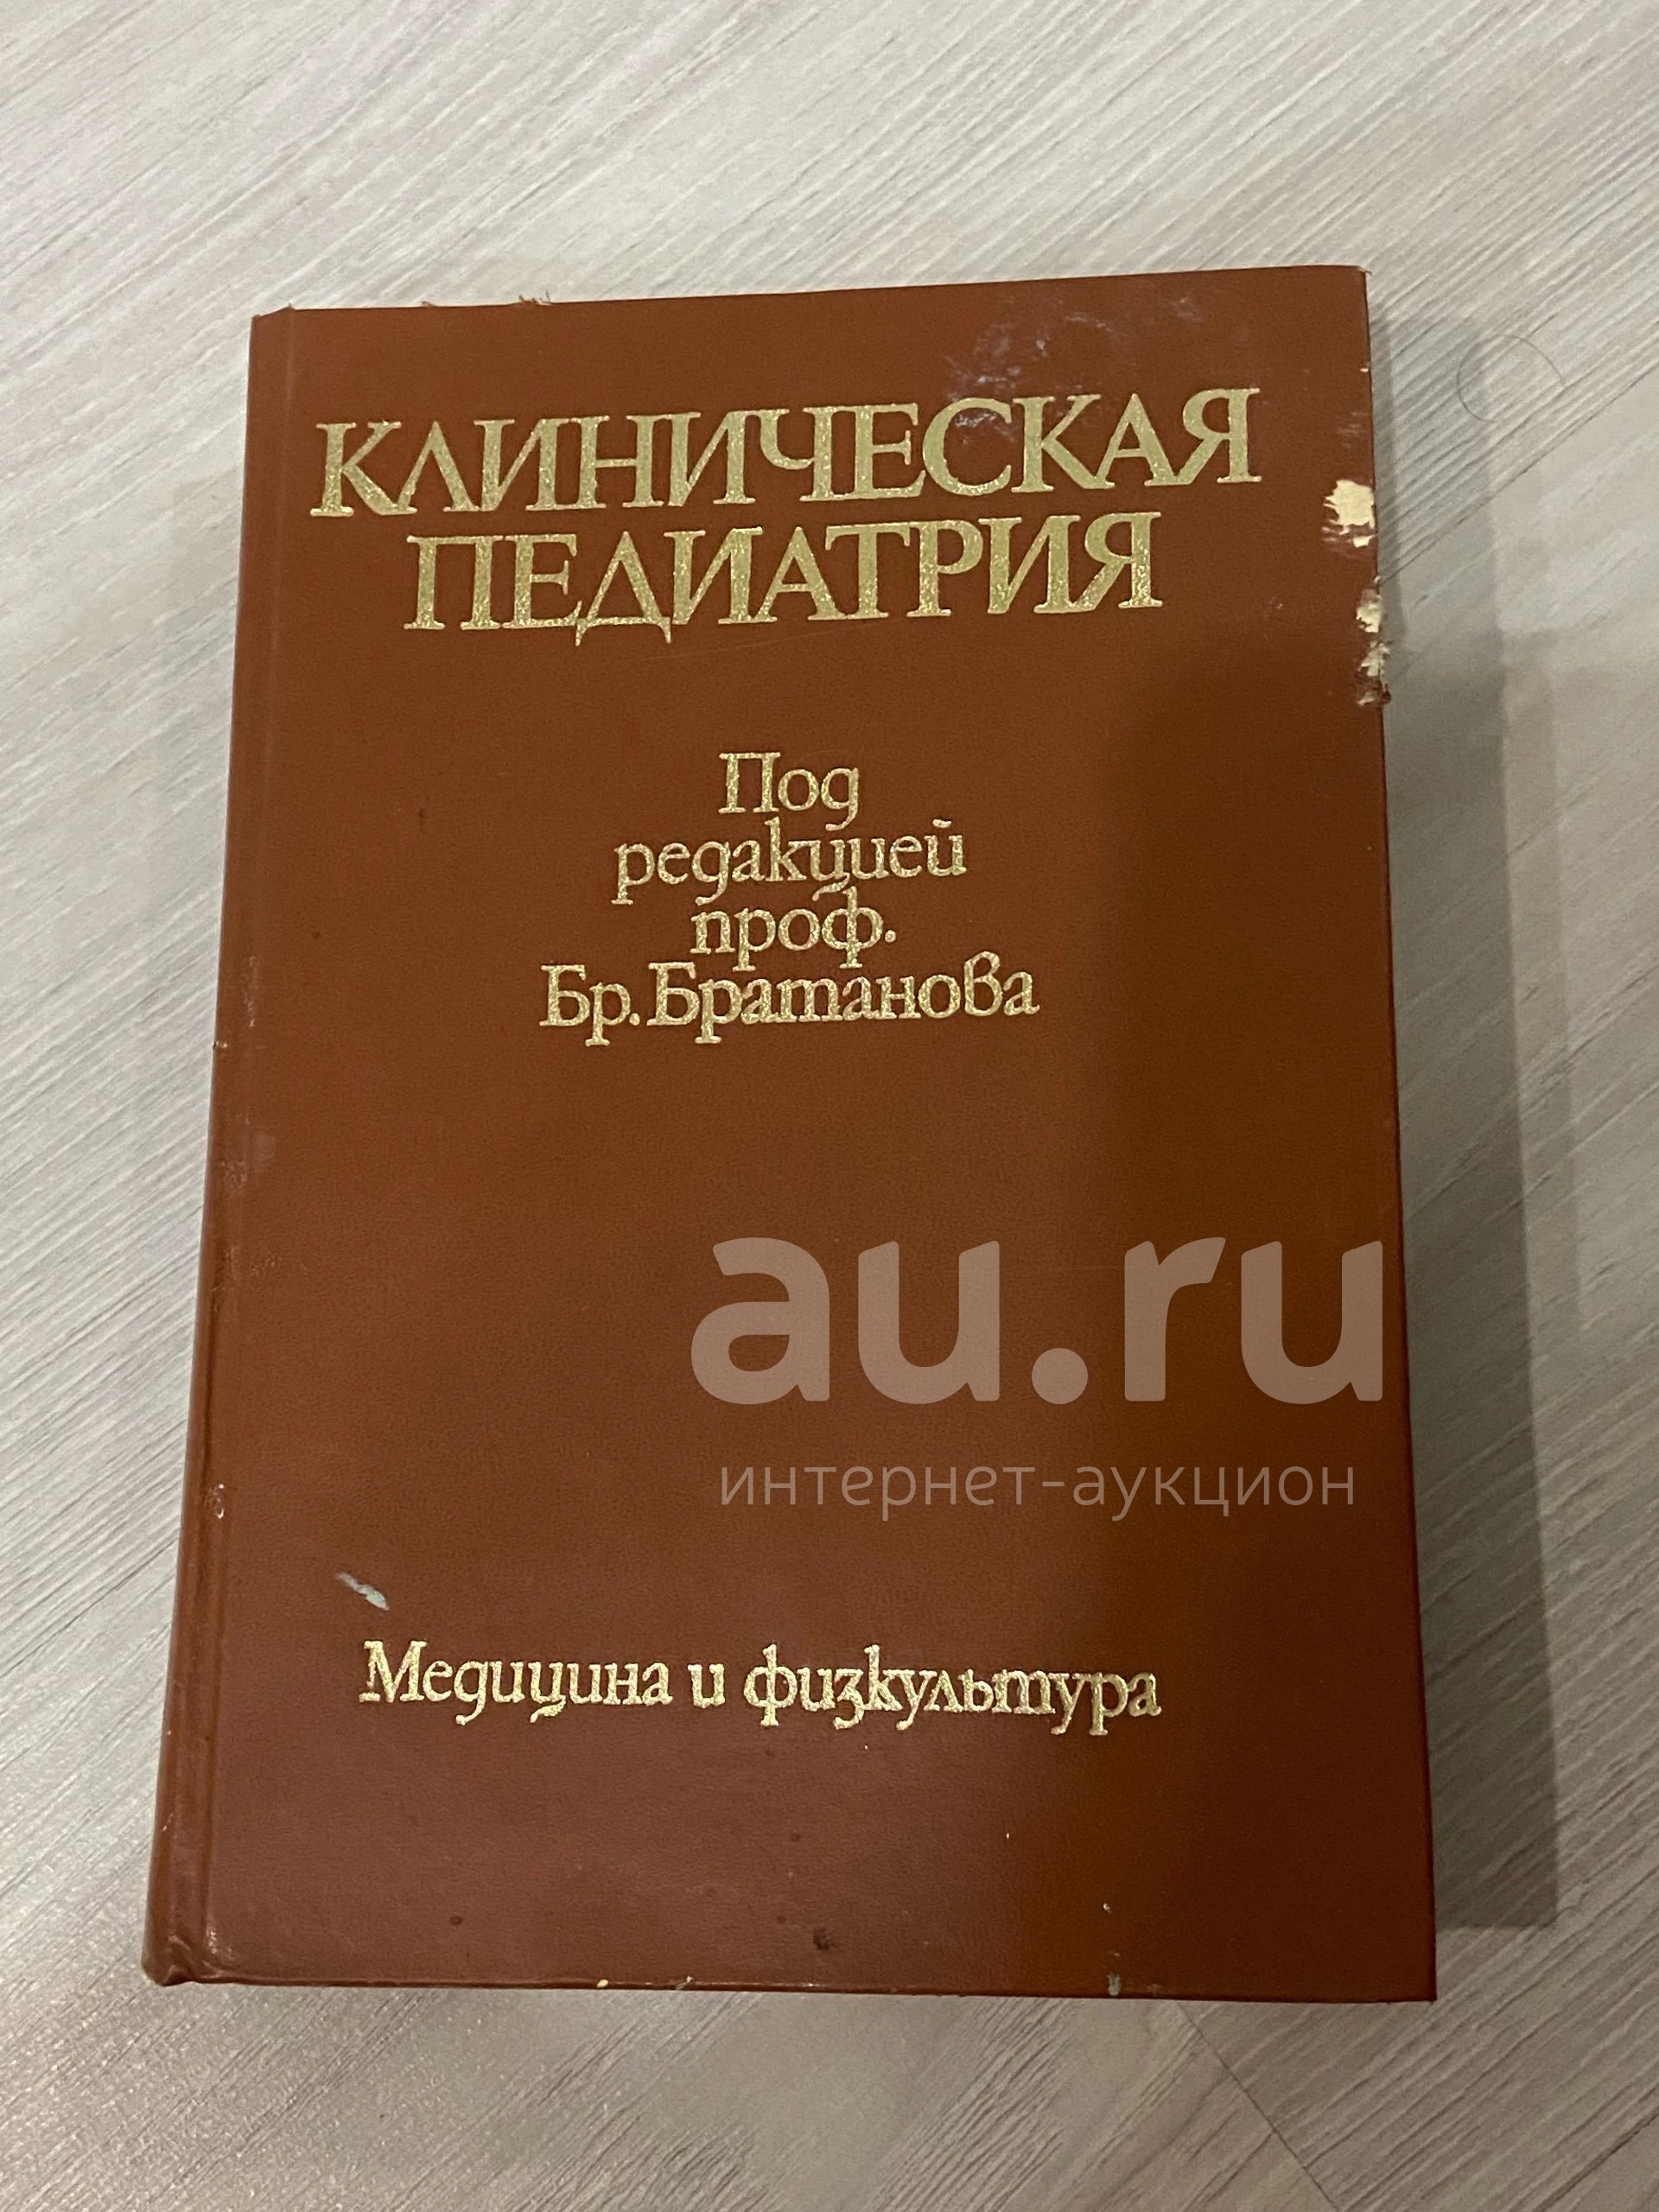 КЛИНИЧЕСКАЯ
ПЕДИАТРИЯ
Под
редакцией
проф.
Бр. Братанова
au.ru
интернет-аукцион
Медицина и физкультура